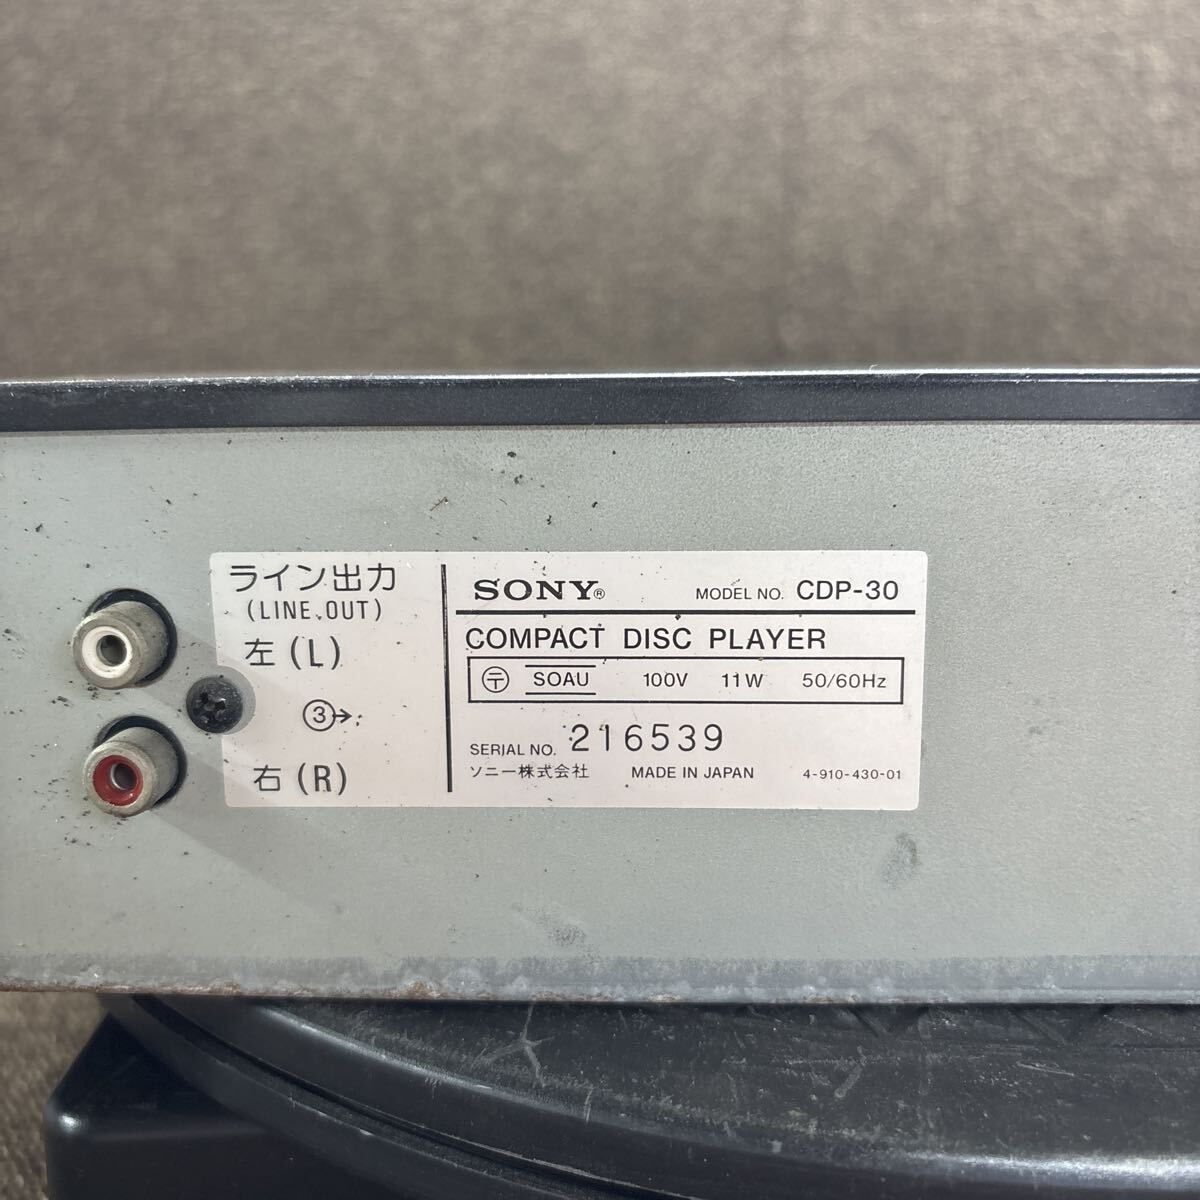 ライン出力
(LINE OUT)
左 (L)
③→
右 (R)
SONY® MODEL NO. CDP-30
COMPACT DISC PLAYER
〒 SOAU 100V 11W 50/60Hz
SERIAL NO. 216539
ソニー株式会社 MADE IN JAPAN 4-910-430-01